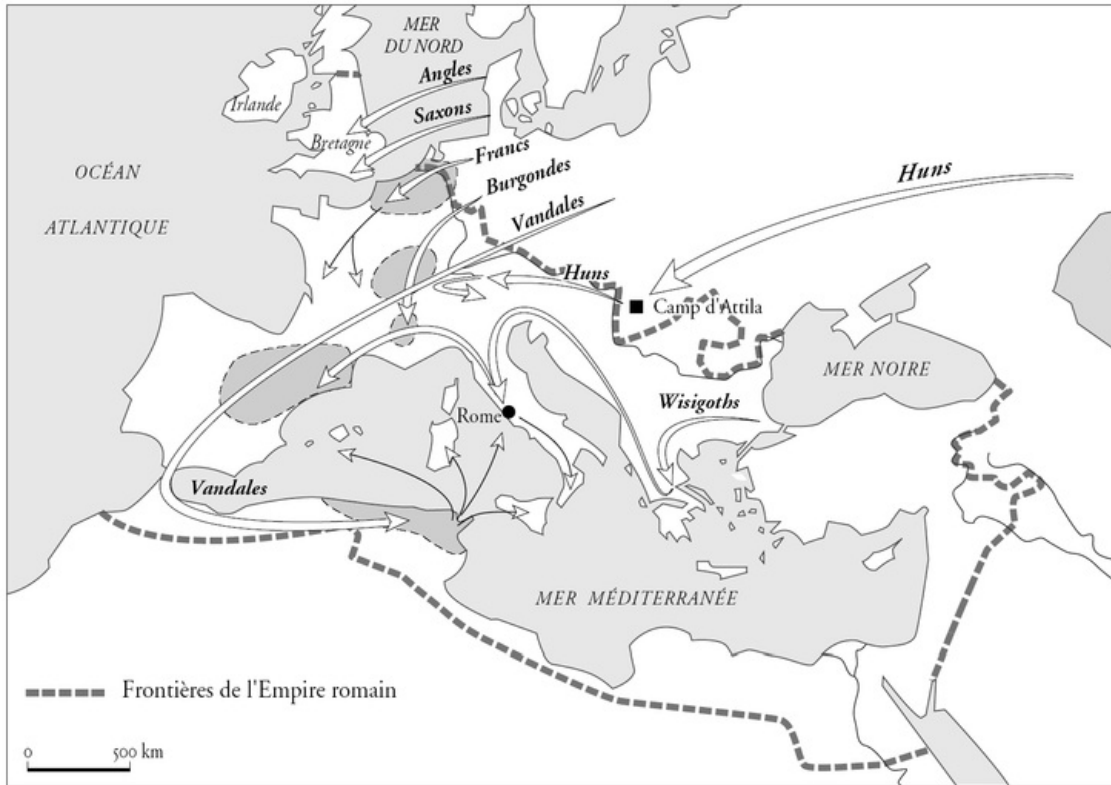 MER
DU NORD
Angles
Irlande
Saxons
Bretagne
Francs
OCÉAN
ATLANTIQUE
Burgondes
Huns
Vandales
Huns
Camp d'Attila
MER NOIRE
Wisigoths
Rome
Vandales
MER MÉDITERRANÉE
Frontières de l'Empire romain
0 500 km